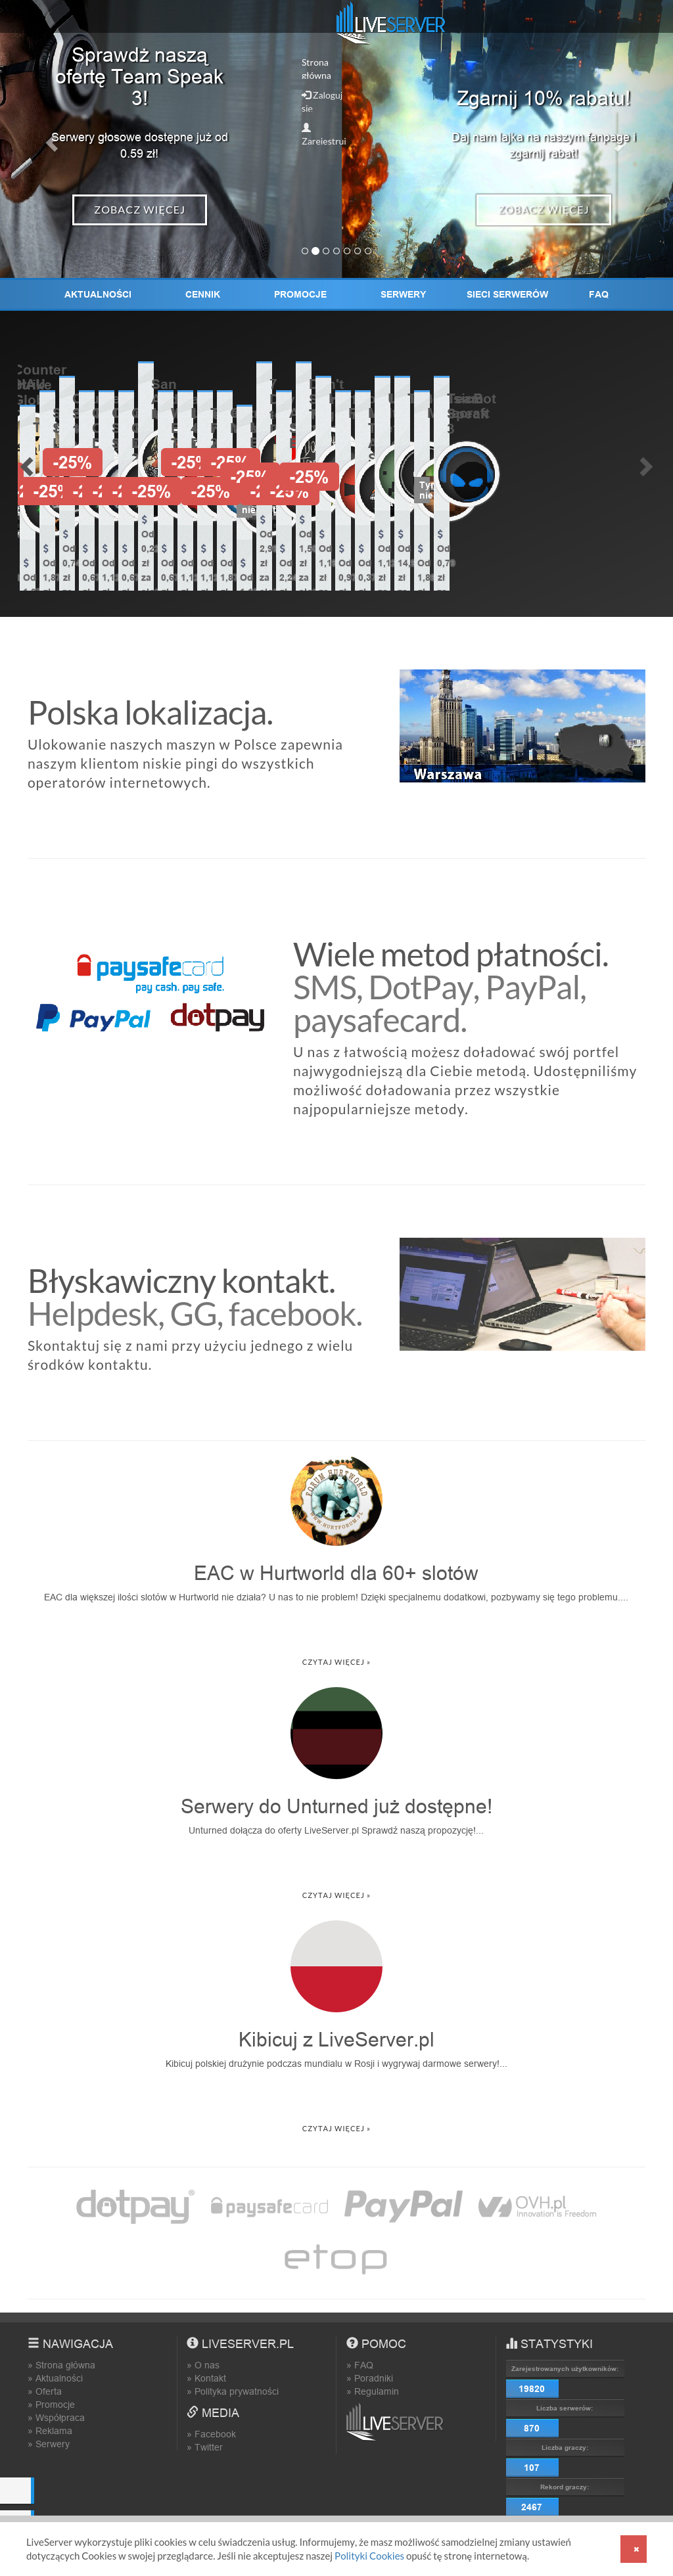 LIVESERVER
Sprawdź naszą
ofertę Team Speak
3!
Serwery głosowe dostępne już od
0.59 zł!
ZOBACZ WIĘCEJ
Strona
główna
Zaloguj
się
Zarejestruj
Zgarnij 10% rabatu!
Daj nam lajka na naszym fanpage i
zgarnij rabat!
ZOBACZ WIĘCEJ
AKTUALNOŚCI
CENNIK
PROMOCJE
SERWERY
SIECI SERWERÓW
FAQ
Counter
San
Speak
3
-25%
-25%
-25%
-25%
-25%
-25%
-25%
Polska lokalizacja.
Ulokowanie naszych maszyn w Polsce zapewnia
naszym klientom niskie pingi do wszystkich
operatorów internetowych.
Warszawa
paysafecard
pay cash. pay safe.
PayPal
dotpay
Wiele metod płatności.
SMS, DotPay, PayPal,
paysafecard.
U nas z łatwością możesz doładować swój portfel
najwygodniejszą dla Ciebie metodą. Udostępniliśmy
możliwość doładowania przez wszystkie
najpopularniejsze metody.
Błyskawiczny kontakt.
Helpdesk, GG, facebook.
Skontaktuj się z nami przy użyciu jednego z wielu
środków kontaktu.
FORUM HURTWORLD
WWW.HURTFORUM.PL
EAC w Hurtworld dla 60+ slotów
EAC dla większej ilości slotów w Hurtworld nie działa? U nas to nie problem! Dzięki specjalnemu dodatkowi, pozbywamy się tego problemu....
CZYTAJ WIĘCEJ »
Serwery do Unturned już dostępne!
Unturned dołącza do oferty LiveServer.pl Sprawdź naszą propozycję!...
CZYTAJ WIĘCEJ »
Kibicuj z LiveServer.pl
Kibicuj polskiej drużynie podczas mundialu w Rosji i wygrywaj darmowe serwery!...
CZYTAJ WIĘCEJ »
dotpay®
paysafecard
PayPal
OVH.pl
Innovation is Freedom
etop
NAWIGACJA
» Strona główna
» Aktualności
» Oferta
» Promocje
» Współpraca
» Reklama
» Serwery
LIVESERVER.PL
» O nas
» Kontakt
» Polityka prywatności
MEDIA
» Facebook
» Twitter
POMOC
» FAQ
» Poradniki
» Regulamin
LIVESERVER
STATYSTYKI
Zarejestrowanych użytkowników:
19820
Liczba serwerów:
870
Liczba graczy:
107
Rekord graczy:
2467
LiveServer wykorzystuje pliki cookies w celu świadczenia usług. Informujemy, że masz możliwość samodzielnej zmiany ustawień
dotyczących Cookies w swojej przeglądarce. Jeśli nie akceptujesz naszej Polityki Cookies opuść tę stronę internetową.